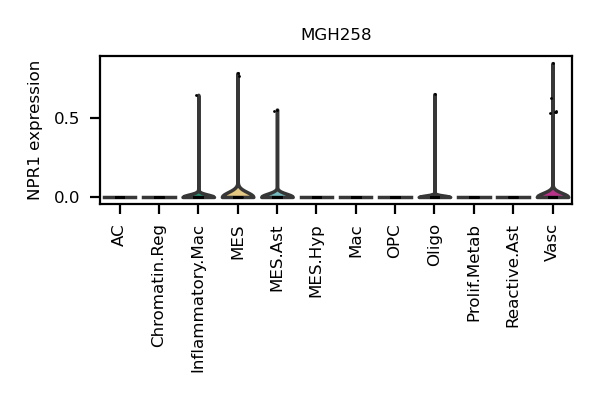 MGH258
NPR1 expression
0.5
0.0
AC
Chromatin.Reg
Inflammatory.Mac
MES
MES.Ast
MES.Hyp
Mac
OPC
Oligo
Prolif.Metab
Reactive.Ast
Vasc